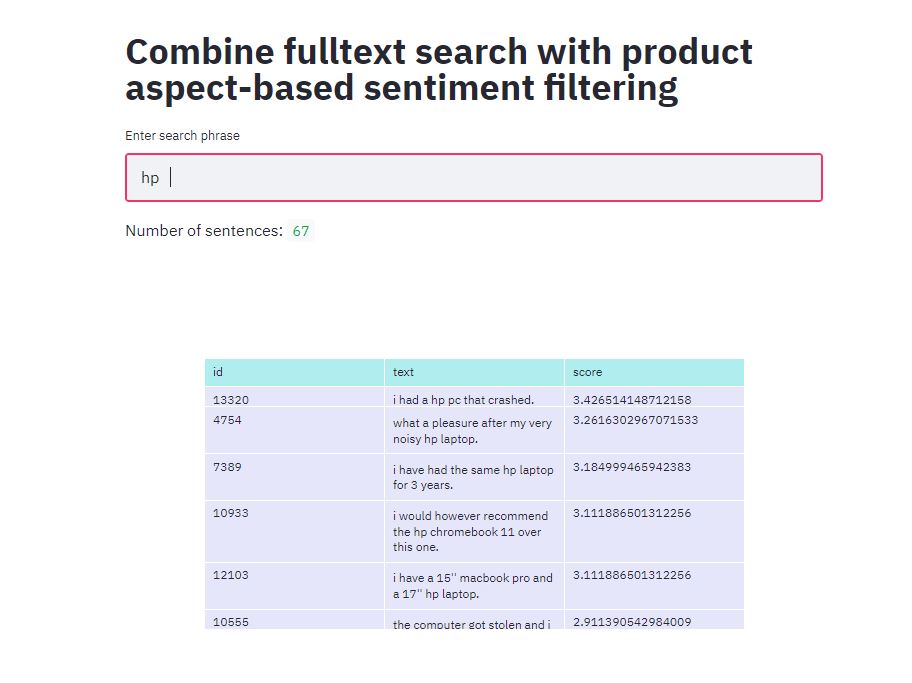 Combine fulltext search with product
aspect-based sentiment filtering
Enter search phrase
hp
Number of sentences: 67
id text score
13320 i had a hp pc that crashed. 3.426514148712158
4754 what a pleasure after my very 3.2616302967071533
noisy hp laptop.
7389 i have had the same hp laptop 3.184999465942383
for 3 years.
10933 i would however recommend 3.111886501312256
the hp chromebook 11 over
this one.
12103 i have a 15" macbook pro and 3.111886501312256
a 17" hp laptop.
10555 the computer got stolen and i 2.911390542984009